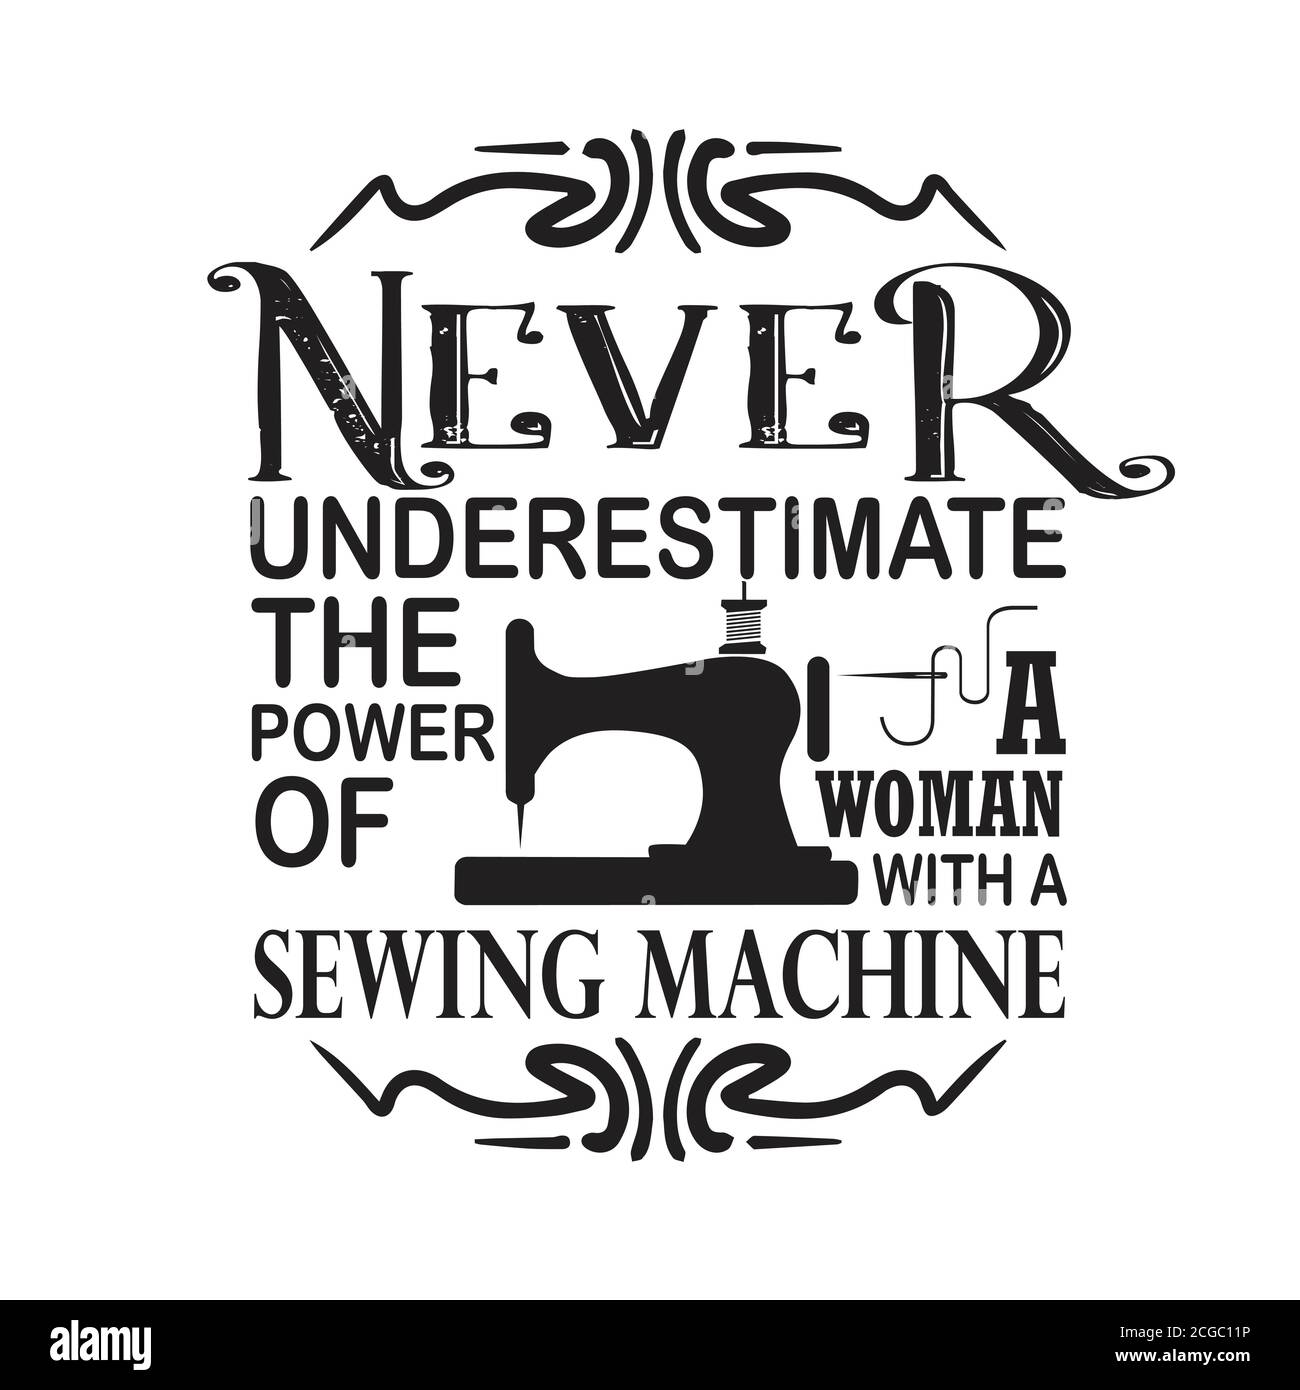 NEVER
UNDERESTIMATE
THE
POWER
OF
A
WOMAN
WITH A
SEWING MACHINE
alamy
a
alamy
Image ID: 2CGC11P
www.alamy.com